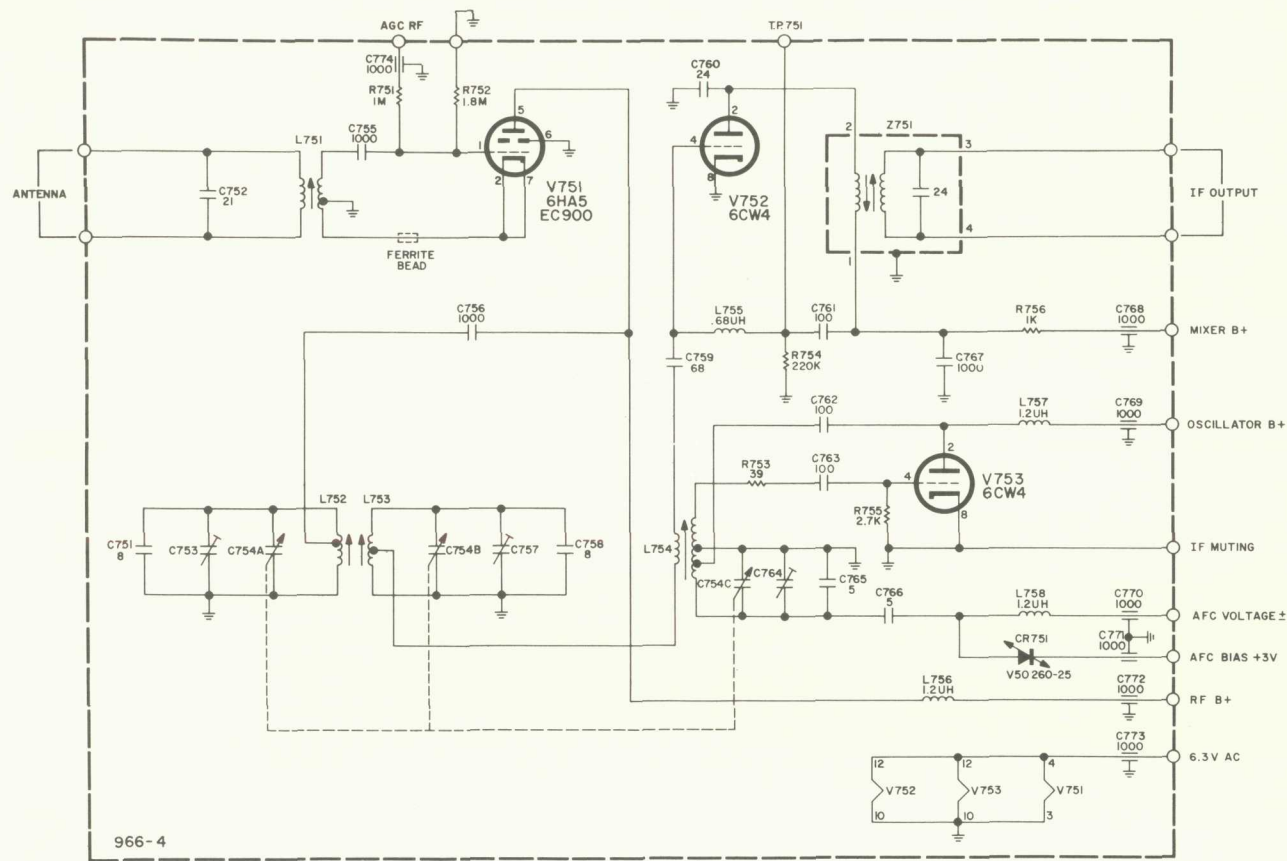 AGC RF
T.P. 751
C774
1000
R751
1M
R752
1.8M
C760
24
L751
C755
1000
5
6
1
2
7
V751
6HA5
EC900
2
4
8
V752
6CW4
2
Z751
3
24
4
1
ANTENNA
C752
21
IF OUTPUT
FERRITE
BEAD
C756
1000
L755
.68UH
C761
100
R756
1K
C768
1000
MIXER B+
C759
68
R754
220K
C767
1000
C762
100
L757
1.2UH
C769
1000
OSCILLATOR B+
2
R753
39
C763
100
4
V753
6CW4
R755
2.7K
8
L752
L753
C751
8
C753
C754A
C754B
C757
C758
8
L754
IF MUTING
C754C
C764
C765
5
C766
5
L758
1.2UH
C770
1000
AFC VOLTAGE ±
C771
1000
CR751
V50 260-25
AFC BIAS +3V
L756
1.2UH
C772
1000
RF B+
C773
1000
6.3V AC
12
12
4
V752
V753
V751
10
10
3
966-4